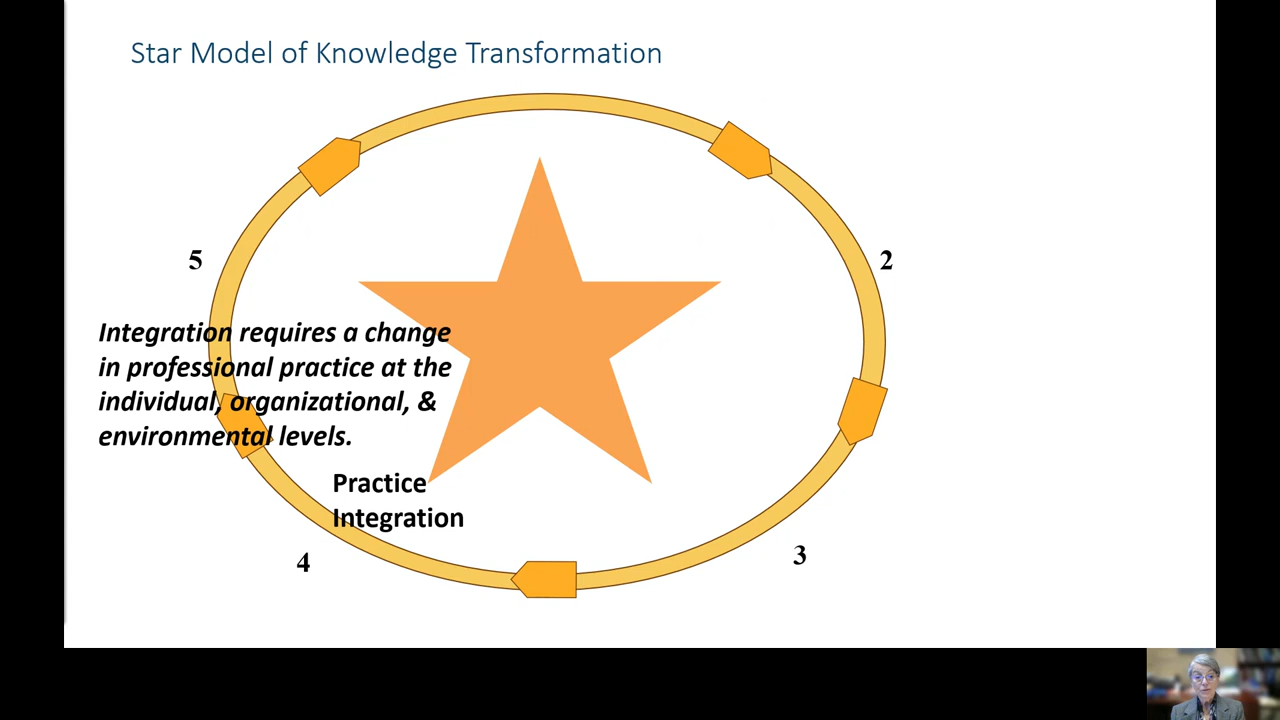 Star Model of Knowledge Transformation
5
2
Integration requires a change
in professional practice at the
individual, organizational, &
environmental levels.
Practice
Integration
4
3